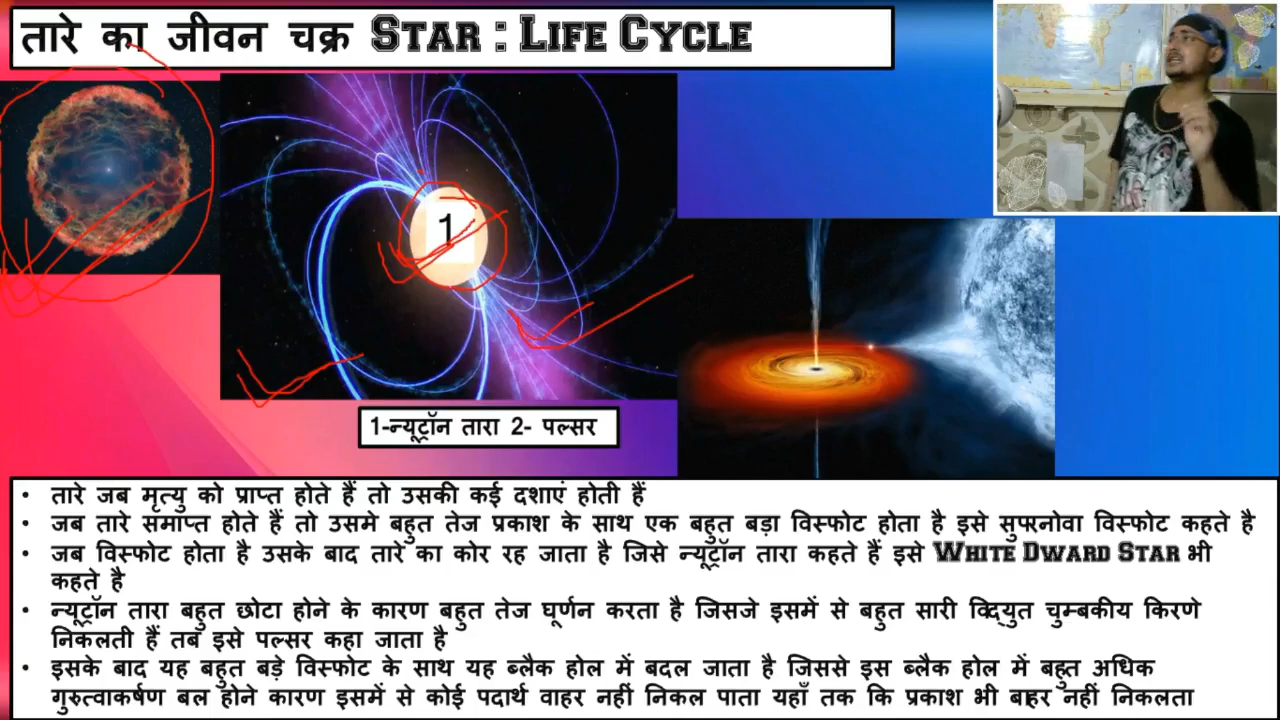 तारे का जीवन चक्र STAR : LIFE CYCLE
1
1-न्यूट्रॉन तारा 2- पल्सर
• तारे जब मृत्यु को प्राप्त होते हैं तो उसकी कई दशाएं होती हैं
• जब तारे समाप्त होते हैं तो उसमे बहुत तेज प्रकाश के साथ एक बहुत बड़ा विस्फोट होता है इसे सुपरनोवा विस्फोट कहते है
• जब विस्फोट होता है उसके बाद तारे का कोर रह जाता है जिसे न्यूट्रॉन तारा कहते हैं इसे WHITE DWARD STAR भी
कहते है
• न्यूट्रॉन तारा बहुत छोटा होने के कारण बहुत तेज घूर्णन करता है जिसजे इसमें से बहुत सारी विद्युत चुम्बकीय किरणे
निकलती हैं तब इसे पल्सर कहा जाता है
• इसके बाद यह बहुत बड़े विस्फोट के साथ यह ब्लैक होल में बदल जाता है जिससे इस ब्लैक होल में बहुत अधिक
गुरुत्वाकर्षण बल होने कारण इसमें से कोई पदार्थ वाहर नहीं निकल पाता यहाँ तक कि प्रकाश भी बाहर नहीं निकलता